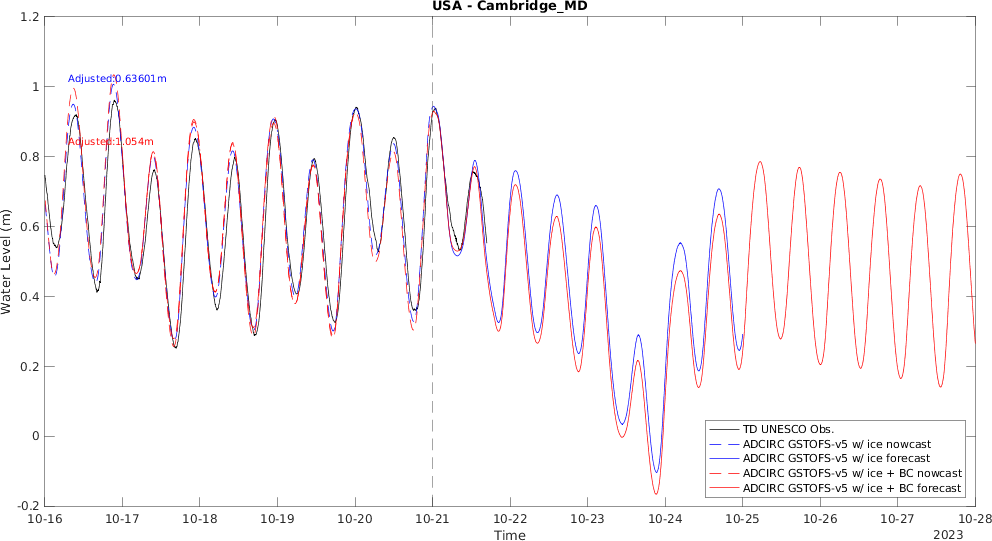 USA - Cambridge_MD
1.2
1
0.8
0.6
0.4
0.2
0
-0.2
Water Level (m)
Adjusted:0.63601m
Adjusted:1.054m
TD UNESCO Obs.
ADCIRC GSTOFS-v5 w/ ice nowcast
ADCIRC GSTOFS-v5 w/ ice forecast
ADCIRC GSTOFS-v5 w/ ice + BC nowcast
ADCIRC GSTOFS-v5 w/ ice + BC forecast
10-16 10-17 10-18 10-19 10-20 10-21 10-22 10-23 10-24 10-25 10-26 10-27 10-28
Time
2023